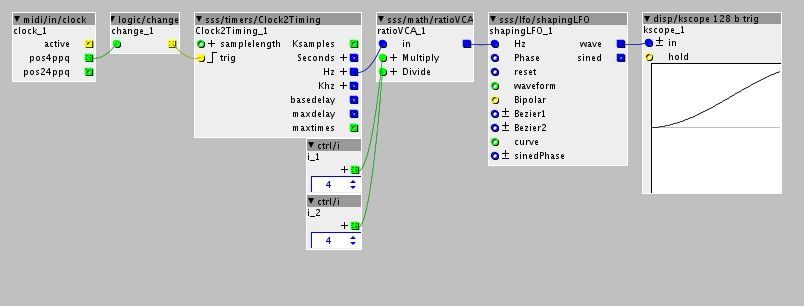 midi/in/clock
clock_1
active
pos4ppq
pos24ppq
logic/change
change_1
sss/timers/Clock2Timing
Clock2Timing_1
+ samplelength
trig
Ksamples
Seconds +
Hz +
Khz +
basedelay
maxdelay
maxtimes
ctrl/i
i_1
+
4
ctrl/i
i_2
+
4
sss/math/ratioVCA
ratioVCA_1
in
+ Multiply
+ Divide
sss/lfo/shapingLFO
shapingLFO_1
Hz
wave
Phase
sined
reset
waveform
Bipolar
± Bezier1
± Bezier2
curve
± sinedPhase
disp/kscope 128 b trig
kscope_1
± in
hold